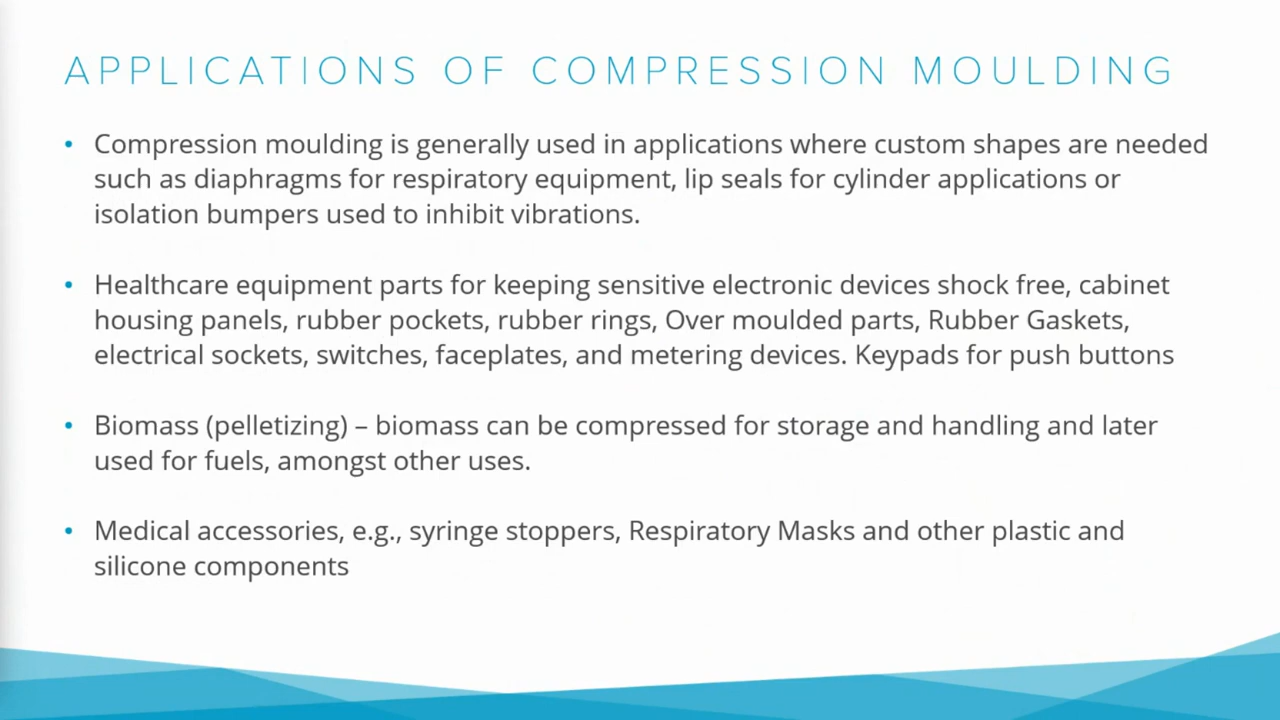 APPLICATIONS OF COMPRESSION MOULDING
• Compression moulding is generally used in applications where custom shapes are needed
such as diaphragms for respiratory equipment, lip seals for cylinder applications or
isolation bumpers used to inhibit vibrations.
• Healthcare equipment parts for keeping sensitive electronic devices shock free, cabinet
housing panels, rubber pockets, rubber rings, Over moulded parts, Rubber Gaskets,
electrical sockets, switches, faceplates, and metering devices. Keypads for push buttons
• Biomass (pelletizing) – biomass can be compressed for storage and handling and later
used for fuels, amongst other uses.
• Medical accessories, e.g., syringe stoppers, Respiratory Masks and other plastic and
silicone components